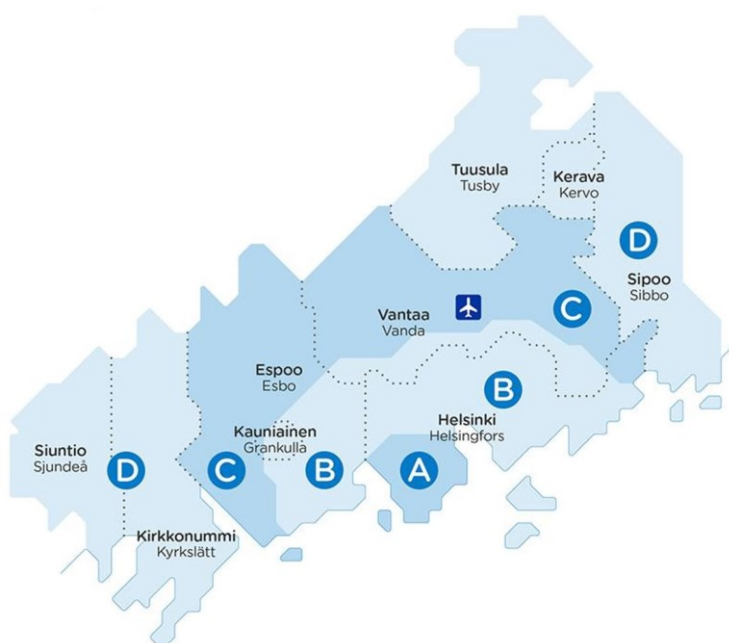 Tuusula
Tusby
Kerava
Kervo
D
Sipoo
Sibbo
C
Vantaa
Vanda
Espoo
Esbo
B
Helsinki
Helsingfors
Kauniainen
Grankulla
Siuntio
Sjundeå
D
C
B
A
Kirkkonummi
Kyrkslätt